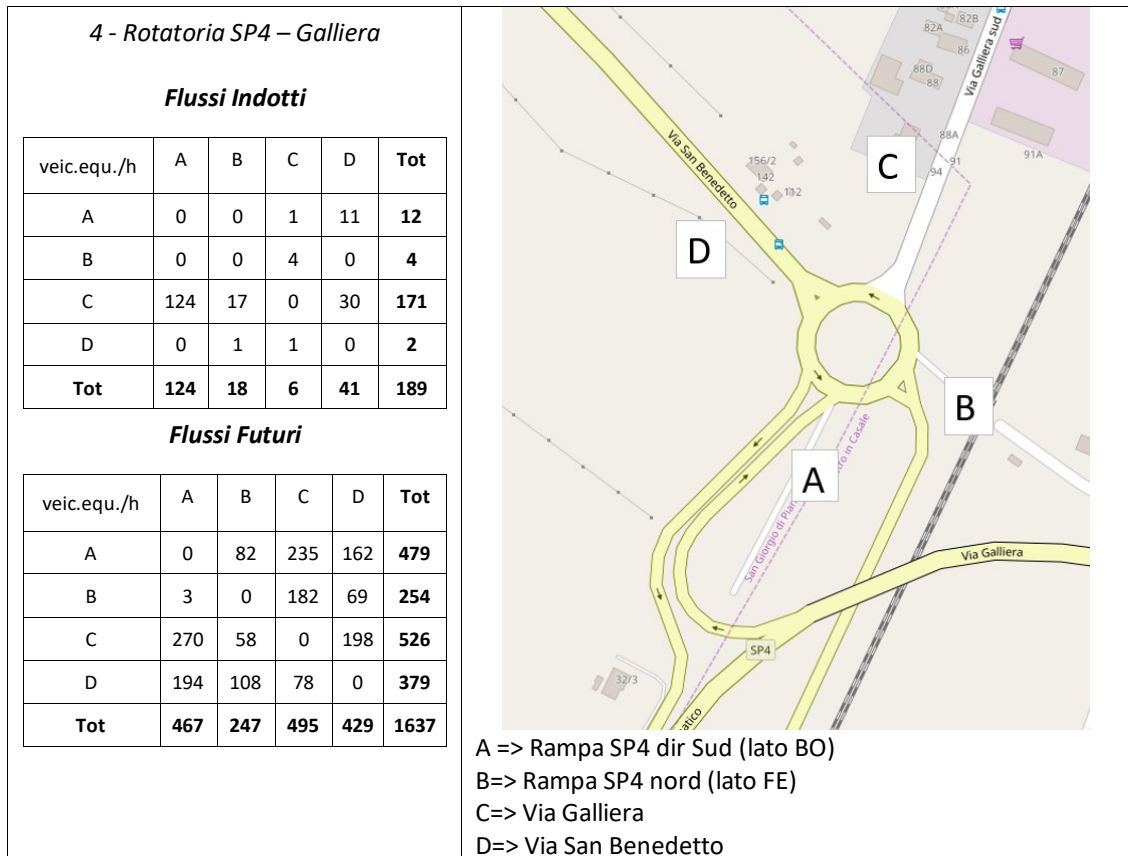 4 - Rotatoria SP4 – Galliera
Flussi Indotti
veic.equ./h A B C D Tot
A 0 0 1 11 12
B 0 0 4 0 4
C 124 17 0 30 171
D 0 1 1 0 2
Tot 124 18 6 41 189
Flussi Futuri
veic.equ./h A B C D Tot
A 0 82 235 162 479
B 3 0 182 69 254
C 270 58 0 198 526
D 194 108 78 0 379
Tot 467 247 495 429 1637
82B
82A
86
Via Galliera sud
87
88D
88
88A
91
91A
94
C
Via San Benedetto
156/2
142
112
D
B
A
San Giorgio di Pian
tro in Casale
Via Galliera
SP4
32/3
atico
A => Rampa SP4 dir Sud (lato BO)
B=> Rampa SP4 nord (lato FE)
C=> Via Galliera
D=> Via San Benedetto